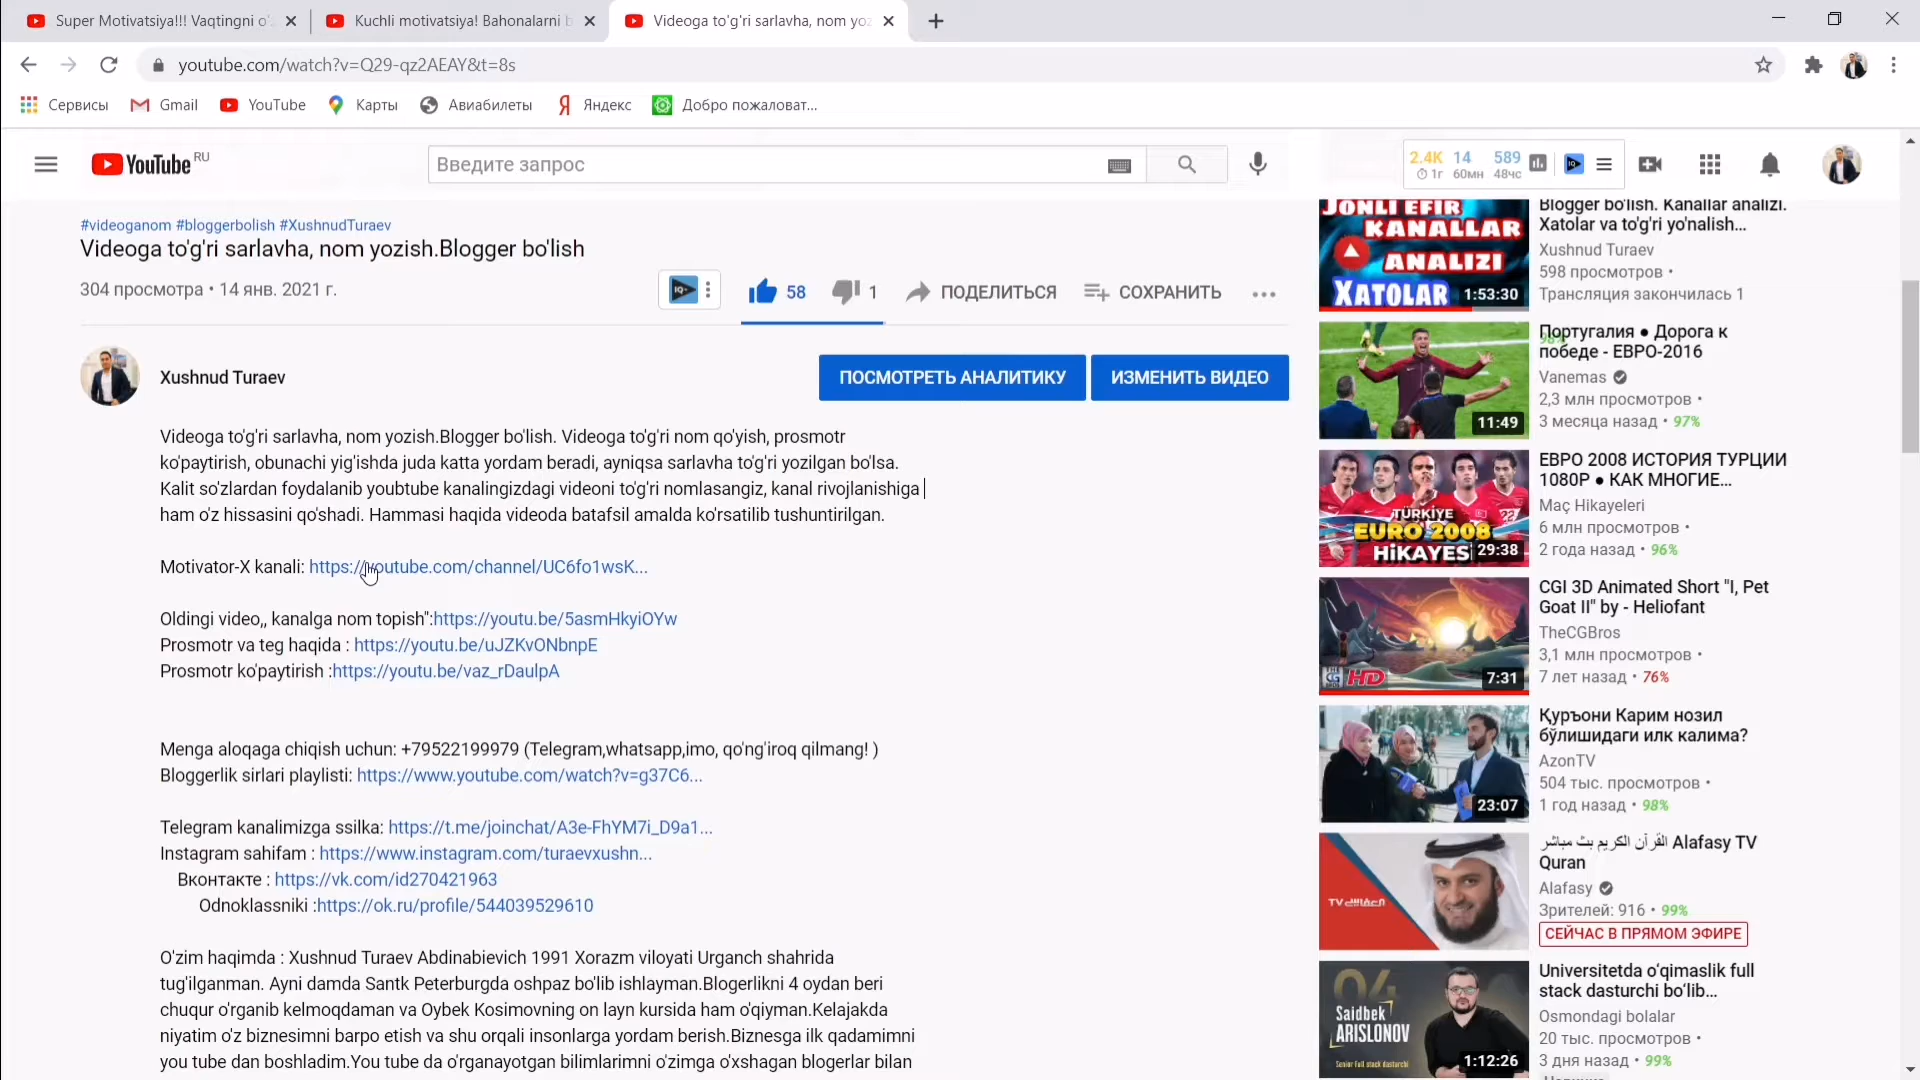 Super Motivatsiya!!! Vaqtingni o'z
Kuchli motivatsiya! Bahonalarni b
Videoga to'g'ri sarlavha, nom yoz
youtube.com/watch?v=Q29-qz2AEAY&t=8s
Сервисы
Gmail
YouTube
Карты
Авиабилеты
Яндекс
Добро пожаловат...
YouTube RU
Введите запрос
2.4K 14 589
1г 60мн 48чс
#videoganom #bloggerbolish #XushnudTuraev
Videoga to'g'ri sarlavha, nom yozish.Blogger bo'lish
304 просмотра • 14 янв. 2021 г.
IQ
58
1
ПОДЕЛИТЬСЯ
СОХРАНИТЬ
Xushnud Turaev
ПОСМОТРЕТЬ АНАЛИТИКУ
ИЗМЕНИТЬ ВИДЕО
Videoga to'g'ri sarlavha, nom yozish.Blogger bo'lish. Videoga to'g'ri nom qo'yish, prosmotr
ko'paytirish, obunachi yig'ishda juda katta yordam beradi, ayniqsa sarlavha to'g'ri yozilgan bo'lsa.
Kalit so'zlardan foydalanib youbtube kanalingizdagi videoni to'g'ri nomlasangiz, kanal rivojlanishiga
ham o'z hissasini qo'shadi. Hammasi haqida videoda batafsil amalda ko'rsatilib tushuntirilgan.
Motivator-X kanali: https://youtube.com/channel/UC6fo1wsK...
Oldingi video,, kanalga nom topish":https://youtu.be/5asmHkyiOYw
Prosmotr va teg haqida : https://youtu.be/uJZKvONbnpE
Prosmotr ko'paytirish :https://youtu.be/vaz_rDaulpA
Menga aloqaga chiqish uchun: +79522199979 (Telegram,whatsapp,imo, qo'ng'iroq qilmang! )
Bloggerlik sirlari playlisti: https://www.youtube.com/watch?v=g37C6...
Telegram kanalimizga ssilka: https://t.me/joinchat/A3e-FhYM7i_D9a1...
Instagram sahifam : https://www.instagram.com/turaevxushn...
Вконтакте : https://vk.com/id270421963
Odnoklassniki :https://ok.ru/profile/544039529610
O'zim haqimda : Xushnud Turaev Abdinabievich 1991 Xorazm viloyati Urganch shahrida
tug'ilganman. Ayni damda Santk Peterburgda oshpaz bo'lib ishlayman.Blogerlikni 4 oydan beri
chuqur o'rganib kelmoqdaman va Oybek Kosimovning on layn kursida ham o'qiyman.Kelajakda
niyatim o'z biznesimni barpo etish va shu orqali insonlarga yordam berish.Biznesga ilk qadamimni
you tube dan boshladim.You tube da o'rganayotgan bilimlarimni o'zimga o'xshagan blogerlar bilan
JONLI EFIR
KANALLAR
ANALIZI
XATOLAR
1:53:30
Blogger bo'lish. Kanallar analizi.
Xatolar va to'g'ri yo'nalish...
Xushnud Turaev
598 просмотров •
Трансляция закончилась 1
98%
11:49
Португалия ● Дорога к
победе - ЕВРО-2016
Vanemas
2,3 млн просмотров •
3 месяца назад • 97%
TÜRKİYE
EURO 2008
HİKAYESİ
29:38
ЕВРО 2008 ИСТОРИЯ ТУРЦИИ
1080P ● КАК МНОГИЕ...
Maç Hikayeleri
6 млн просмотров •
2 года назад • 96%
HD
7:31
CGI 3D Animated Short "I, Pet
Goat II" by - Heliofant
TheCGBros
3,1 млн просмотров •
7 лет назад • 76%
23:07
Қуръони Карим нозил
бўлишидаги илк калима?
AzonTV
504 тыс. просмотров •
1 год назад • 98%
القرآن الكريم بث مباشر Alafasy TV
Quran
Alafasy
Зрителей: 916 • 99%
СЕЙЧАС В ПРЯМОМ ЭФИРЕ
04
Saidbek
ARISLONOV
Senior Full stack dasturchi
1:12:26
Universitetda o'qimaslik full
stack dasturchi bo'lib...
Osmondagi bolalar
20 тыс. просмотров •
3 дня назад • 99%